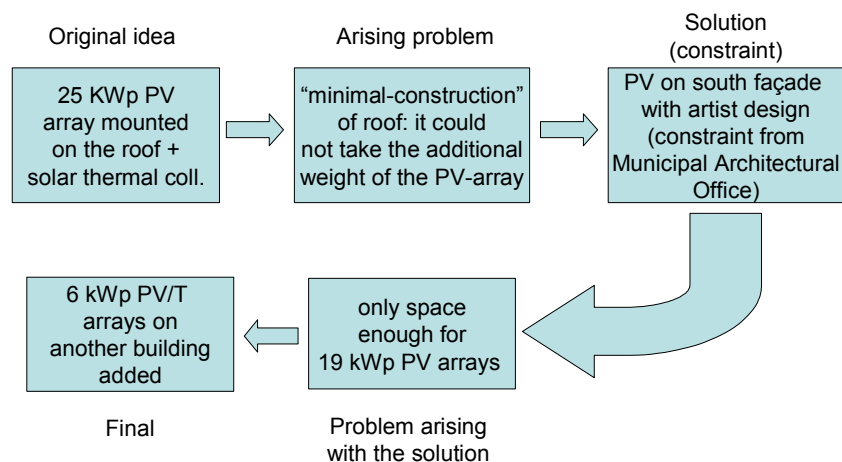 Original idea
25 KWp PV
array mounted
on the roof +
solar thermal coll.
Arising problem
“minimal-construction”
of roof: it could
not take the additional
weight of the PV-array
Solution
(constraint)
PV on south façade
with artist design
(constraint from
Municipal Architectural
Office)
only space
enough for
19 kWp PV arrays
Problem arising
with the solution
6 kWp PV/T
arrays on
another building
added
Final